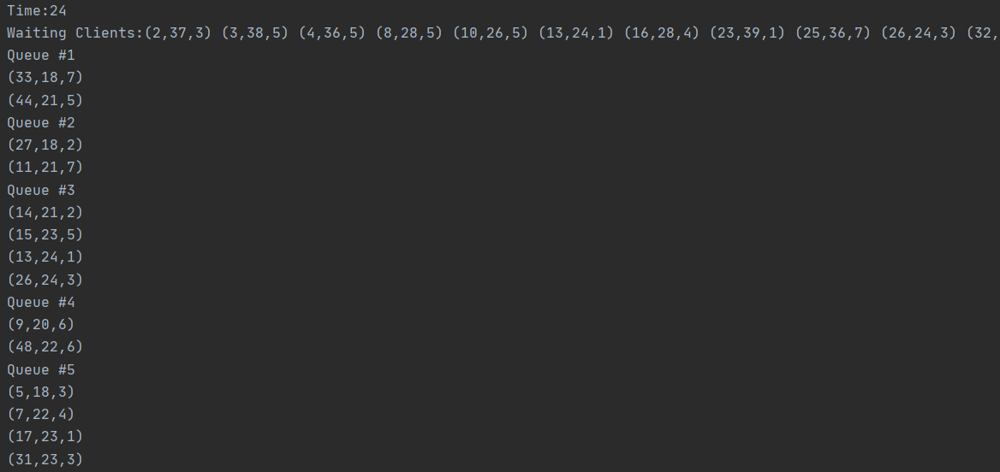 Time:24
Waiting Clients:(2,37,3) (3,38,5) (4,36,5) (8,28,5) (10,26,5) (13,24,1) (16,28,4) (23,39,1) (25,36,7) (26,24,3) (32,
Queue #1
(33,18,7)
(44,21,5)
Queue #2
(27,18,2)
(11,21,7)
Queue #3
(14,21,2)
(15,23,5)
(13,24,1)
(26,24,3)
Queue #4
(9,20,6)
(48,22,6)
Queue #5
(5,18,3)
(7,22,4)
(17,23,1)
(31,23,3)